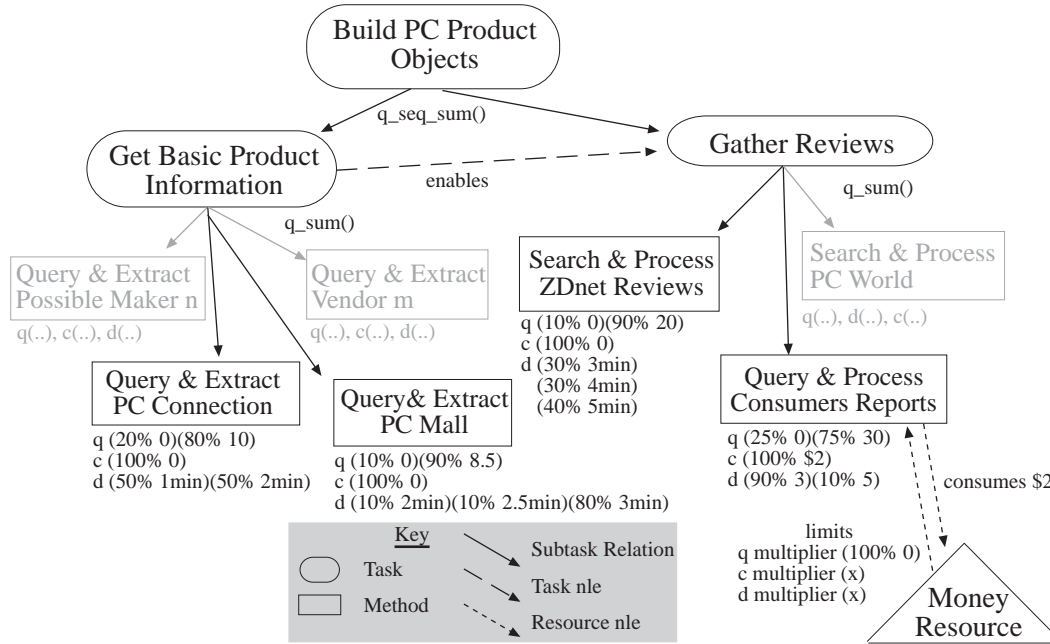 Build PC Product
Objects
q_seq_sum()
Get Basic Product
Information
enables
Gather Reviews
q_sum()
q_sum()
Query & Extract
Possible Maker n
q(..), c(..), d(..)
Query & Extract
Vendor m
q(..), c(..), d(..)
Search & Process
ZDnet Reviews
q (10% 0)(90% 20)
c (100% 0)
d (30% 3min)
(30% 4min)
(40% 5min)
Search & Process
PC World
q(..), d(..), c(..)
Query & Extract
PC Connection
q (20% 0)(80% 10)
c (100% 0)
d (50% 1min)(50% 2min)
Query& Extract
PC Mall
q (10% 0)(90% 8.5)
c (100% 0)
d (10% 2min)(10% 2.5min)(80% 3min)
Query & Process
Consumers Reports
q (25% 0)(75% 30)
c (100% $2)
d (90% 3)(10% 5)
consumes $2
limits
q multiplier (100% 0)
c multiplier (x)
d multiplier (x)
Money
Resource
Key
Task
Method
Subtask Relation
Task nle
Resource nle